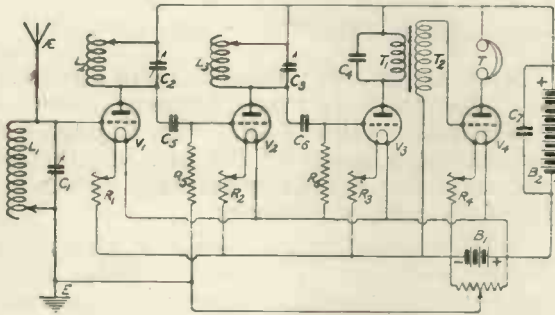 Æ
L2
C2
L3
C3
C4
T1
T2
T
C7
+
B2
L1
C1
V1
C5
V2
C6
V3
V4
R1
R5
R2
R6
R3
R4
B1
- +
E